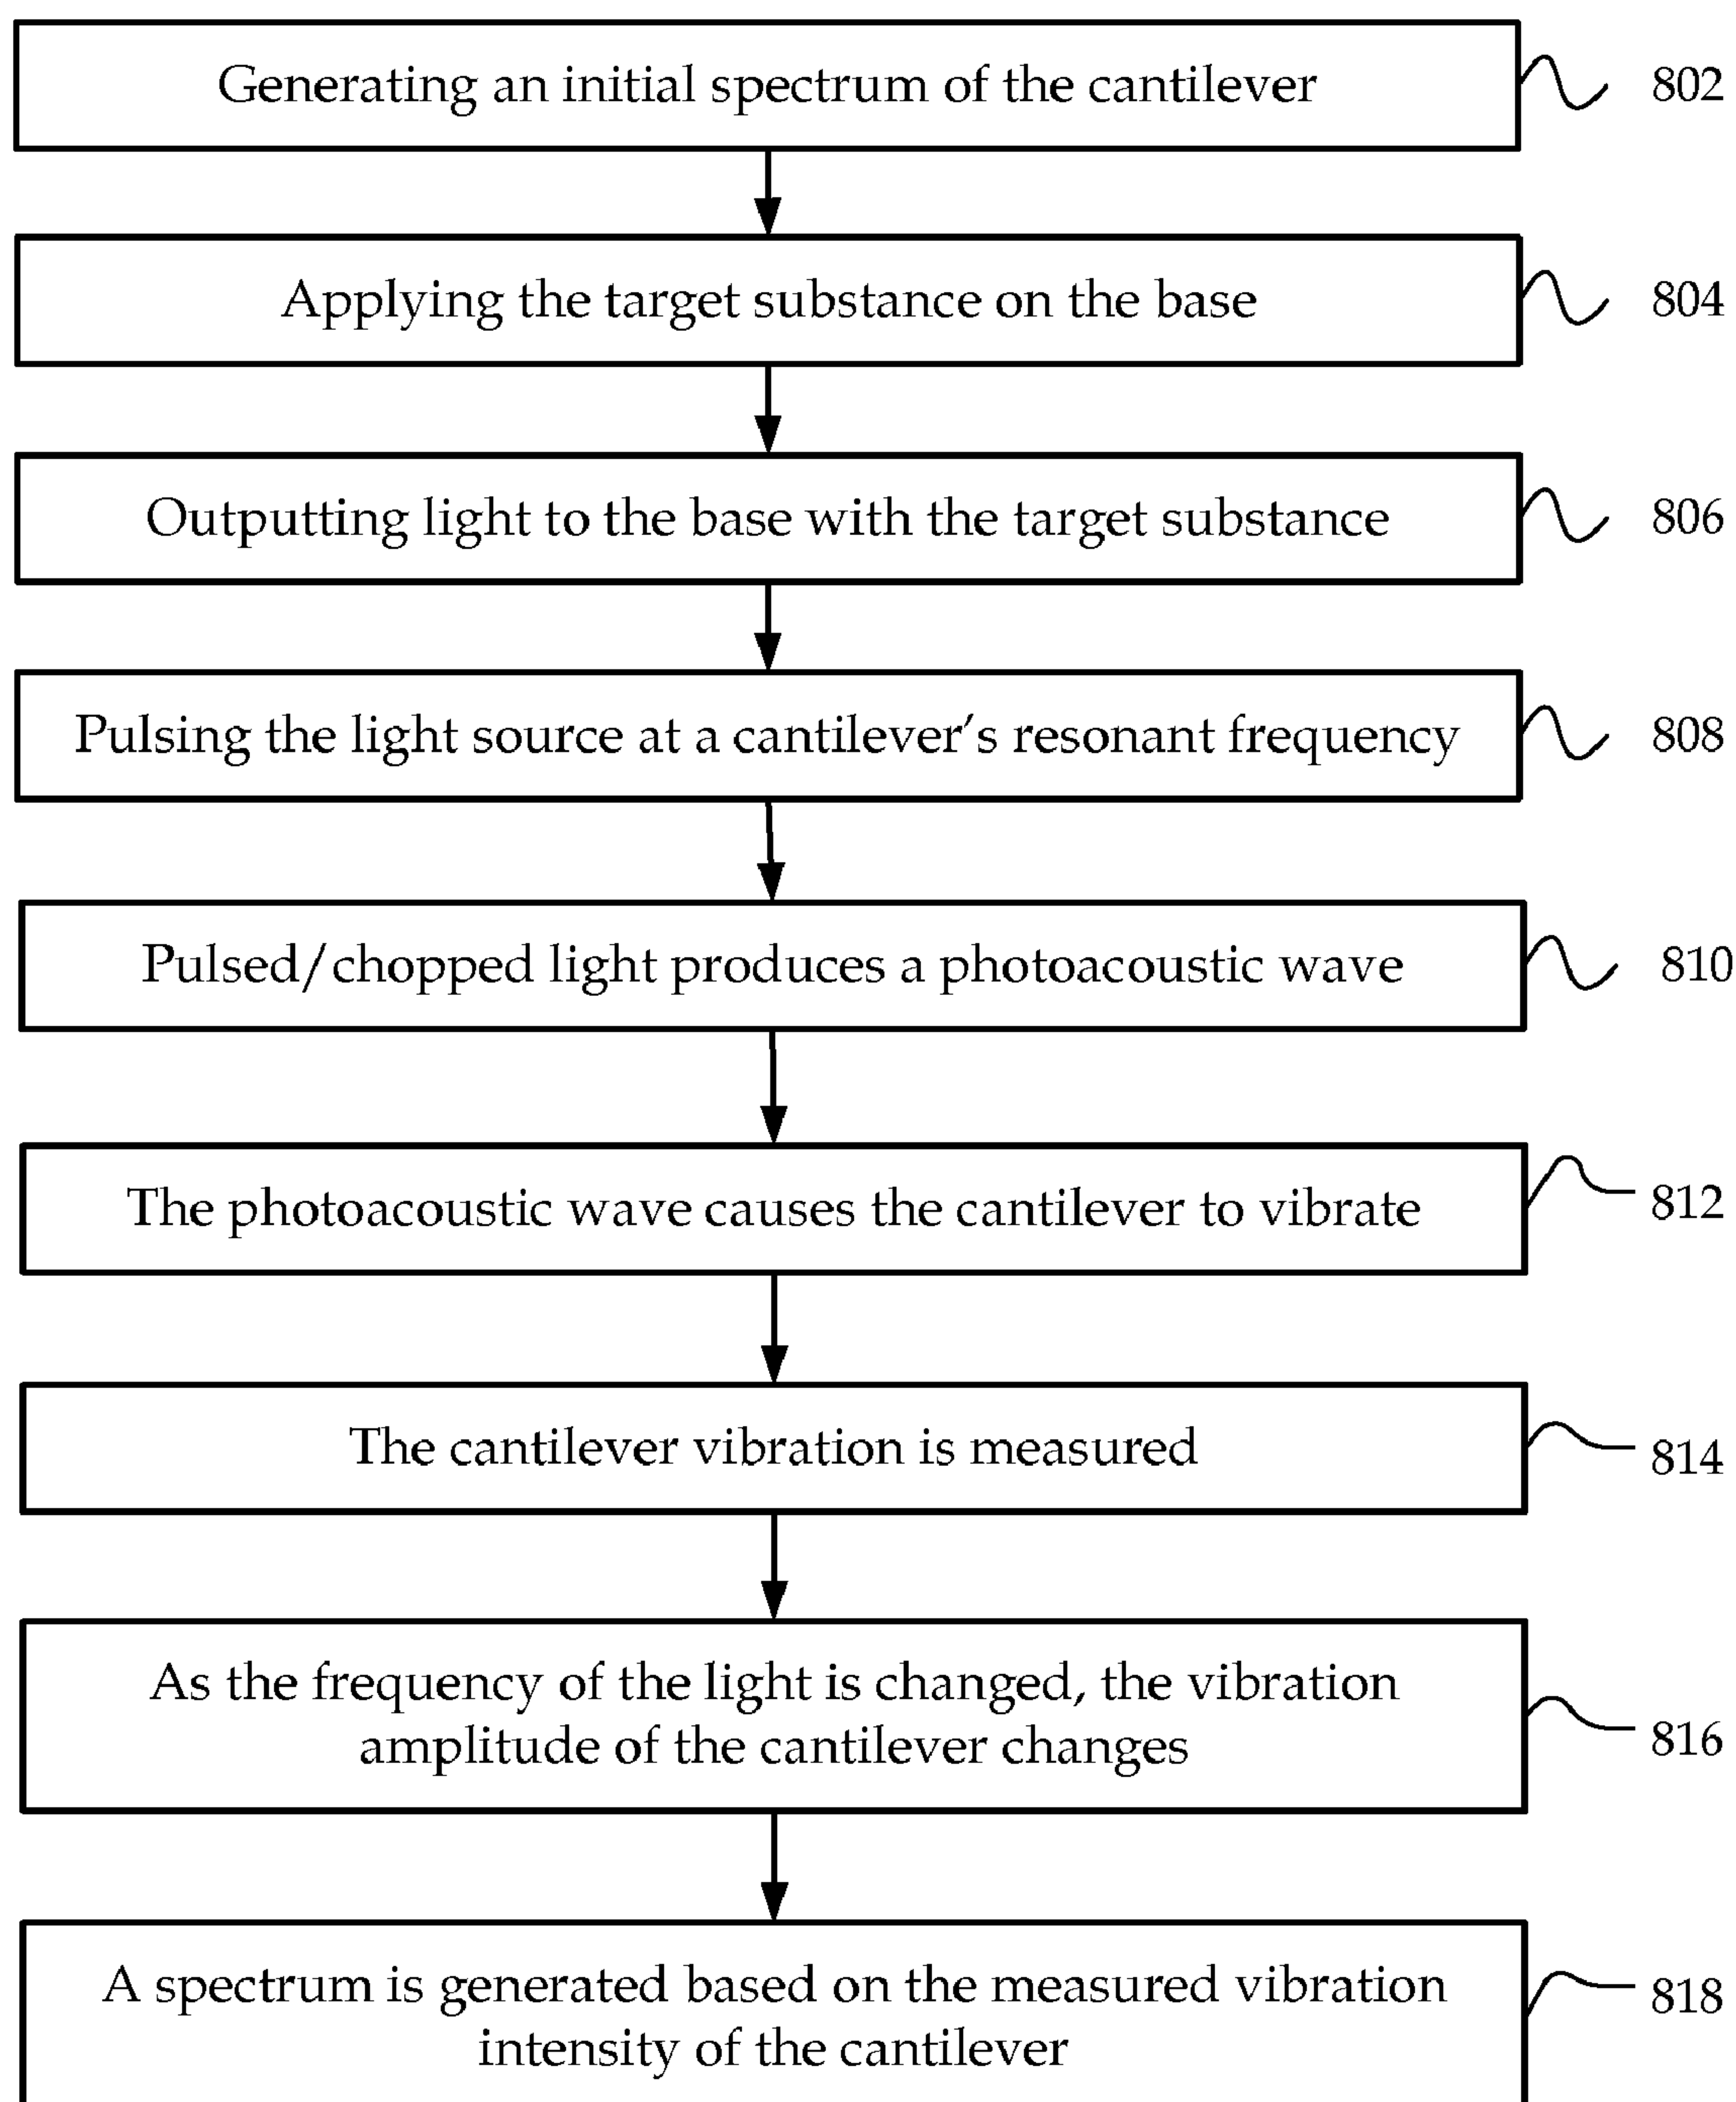 Generating an initial spectrum of the cantilever 802
Applying the target substance on the base 804
Outputting light to the base with the target substance 806
Pulsing the light source at a cantilever's resonant frequency 808
Pulsed/chopped light produces a photoacoustic wave 810
The photoacoustic wave causes the cantilever to vibrate 812
The cantilever vibration is measured 814
As the frequency of the light is changed, the vibration
amplitude of the cantilever changes 816
A spectrum is generated based on the measured vibration
intensity of the cantilever 818